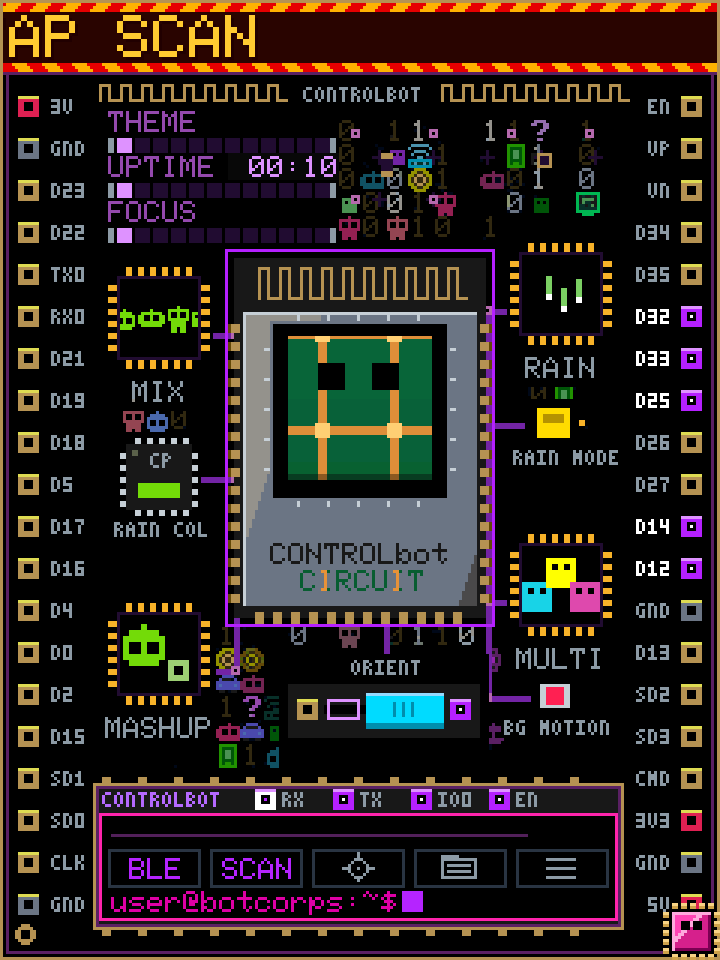 AP SCAN
CONTROLBOT
3V
GND
D23
D22
TX0
RX0
D21
D19
D18
D5
D17
D16
D4
D0
D2
D15
SD1
SD0
CLK
GND
THEME
UPTIME 00:10
FOCUS
MIX
CP
RAIN COL
MASHUP
CONTROLbot
CIRCUIT
ORIENT
RAIN
RAIN MODE
MULTI
BG MOTION
EN
VP
VN
D34
D35
D32
D33
D25
D26
D27
D14
D12
GND
D13
SD2
SD3
CMD
3V3
GND
5V
CONTROLBOT RX TX IO0 EN
BLE SCAN
user@botcorps:~$